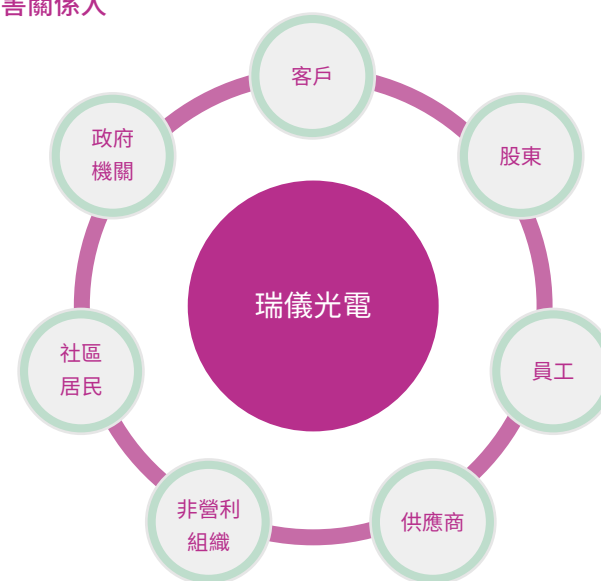 害關係人
客戶
股東
員工
供應商
非營利
組織
社區
居民
政府
機關
瑞儀光電